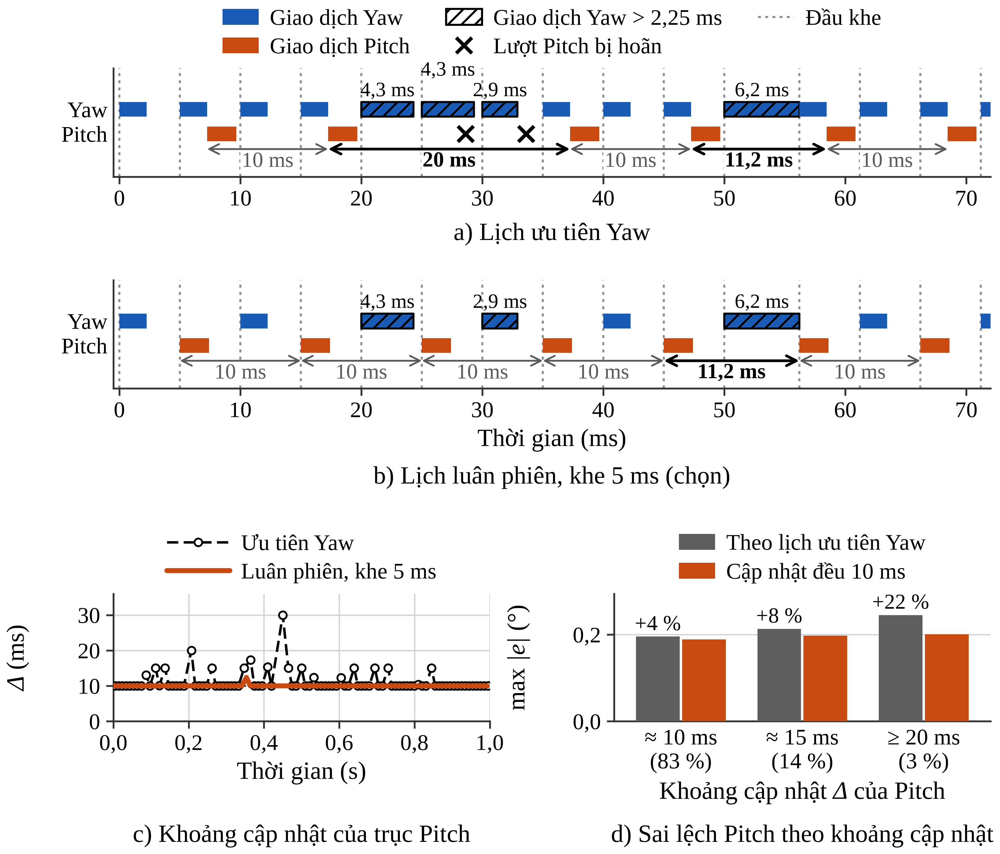 Giao dịch Yaw
Giao dịch Yaw > 2,25 ms
Đầu khe
Giao dịch Pitch
Lượt Pitch bị hoãn
4,3 ms
4,3 ms
2,9 ms
6,2 ms
Yaw
Pitch
10 ms
20 ms
10 ms
11,2 ms
10 ms
0 10 20 30 40 50 60 70
a) Lịch ưu tiên Yaw
4,3 ms
2,9 ms
6,2 ms
Yaw
Pitch
10 ms
10 ms
10 ms
10 ms
11,2 ms
10 ms
0 10 20 30 40 50 60 70
Thời gian (ms)
b) Lịch luân phiên, khe 5 ms (chọn)
Ưu tiên Yaw
Luân phiên, khe 5 ms
Δ (ms)
30
20
10
0
0,0 0,2 0,4 0,6 0,8 1,0
Thời gian (s)
c) Khoảng cập nhật của trục Pitch
Theo lịch ưu tiên Yaw
Cập nhật đều 10 ms
max |e| (°)
+4 %
+8 %
+22 %
0,2
0,0
≈ 10 ms
(83 %)
≈ 15 ms
(14 %)
≥ 20 ms
(3 %)
Khoảng cập nhật Δ của Pitch
d) Sai lệch Pitch theo khoảng cập nhật